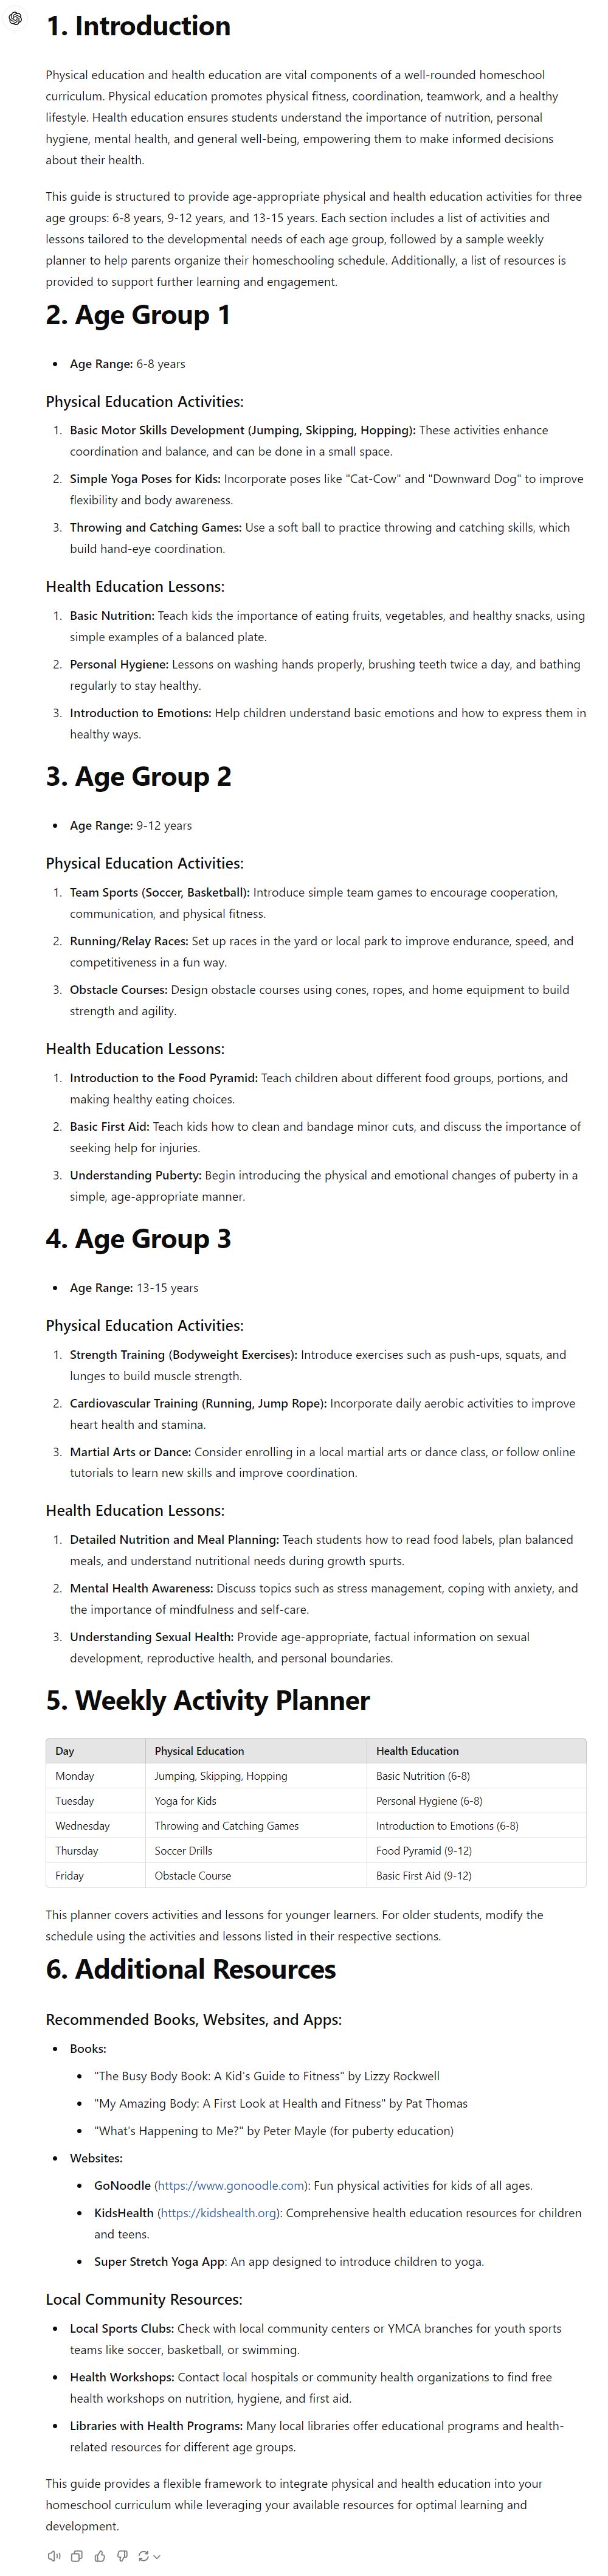 1. Introduction
Physical education and health education are vital components of a well-rounded homeschool
curriculum. Physical education promotes physical fitness, coordination, teamwork, and a healthy
lifestyle. Health education ensures students understand the importance of nutrition, personal
hygiene, mental health, and general well-being, empowering them to make informed decisions
about their health.
This guide is structured to provide age-appropriate physical and health education activities for three
age groups: 6-8 years, 9-12 years, and 13-15 years. Each section includes a list of activities and
lessons tailored to the developmental needs of each age group, followed by a sample weekly
planner to help parents organize their homeschooling schedule. Additionally, a list of resources is
provided to support further learning and engagement.
2. Age Group 1
• Age Range: 6-8 years
Physical Education Activities:
1. Basic Motor Skills Development (Jumping, Skipping, Hopping): These activities enhance
coordination and balance, and can be done in a small space.
2. Simple Yoga Poses for Kids: Incorporate poses like "Cat-Cow" and "Downward Dog" to improve
flexibility and body awareness.
3. Throwing and Catching Games: Use a soft ball to practice throwing and catching skills, which
build hand-eye coordination.
Health Education Lessons:
1. Basic Nutrition: Teach kids the importance of eating fruits, vegetables, and healthy snacks, using
simple examples of a balanced plate.
2. Personal Hygiene: Lessons on washing hands properly, brushing teeth twice a day, and bathing
regularly to stay healthy.
3. Introduction to Emotions: Help children understand basic emotions and how to express them in
healthy ways.
3. Age Group 2
• Age Range: 9-12 years
Physical Education Activities:
1. Team Sports (Soccer, Basketball): Introduce simple team games to encourage cooperation,
communication, and physical fitness.
2. Running/Relay Races: Set up races in the yard or local park to improve endurance, speed, and
competitiveness in a fun way.
3. Obstacle Courses: Design obstacle courses using cones, ropes, and home equipment to build
strength and agility.
Health Education Lessons:
1. Introduction to the Food Pyramid: Teach children about different food groups, portions, and
making healthy eating choices.
2. Basic First Aid: Teach kids how to clean and bandage minor cuts, and discuss the importance of
seeking help for injuries.
3. Understanding Puberty: Begin introducing the physical and emotional changes of puberty in a
simple, age-appropriate manner.
4. Age Group 3
• Age Range: 13-15 years
Physical Education Activities:
1. Strength Training (Bodyweight Exercises): Introduce exercises such as push-ups, squats, and
lunges to build muscle strength.
2. Cardiovascular Training (Running, Jump Rope): Incorporate daily aerobic activities to improve
heart health and stamina.
3. Martial Arts or Dance: Consider enrolling in a local martial arts or dance class, or follow online
tutorials to learn new skills and improve coordination.
Health Education Lessons:
1. Detailed Nutrition and Meal Planning: Teach students how to read food labels, plan balanced
meals, and understand nutritional needs during growth spurts.
2. Mental Health Awareness: Discuss topics such as stress management, coping with anxiety, and
the importance of mindfulness and self-care.
3. Understanding Sexual Health: Provide age-appropriate, factual information on sexual
development, reproductive health, and personal boundaries.
5. Weekly Activity Planner
Day Physical Education Health Education
Monday Jumping, Skipping, Hopping Basic Nutrition (6-8)
Tuesday Yoga for Kids Personal Hygiene (6-8)
Wednesday Throwing and Catching Games Introduction to Emotions (6-8)
Thursday Soccer Drills Food Pyramid (9-12)
Friday Obstacle Course Basic First Aid (9-12)
This planner covers activities and lessons for younger learners. For older students, modify the
schedule using the activities and lessons listed in their respective sections.
6. Additional Resources
Recommended Books, Websites, and Apps:
• Books:
• "The Busy Body Book: A Kid's Guide to Fitness" by Lizzy Rockwell
• "My Amazing Body: A First Look at Health and Fitness" by Pat Thomas
• "What's Happening to Me?" by Peter Mayle (for puberty education)
• Websites:
• GoNoodle (https://www.gonoodle.com): Fun physical activities for kids of all ages.
• KidsHealth (https://kidshealth.org): Comprehensive health education resources for children
and teens.
• Super Stretch Yoga App: An app designed to introduce children to yoga.
Local Community Resources:
• Local Sports Clubs: Check with local community centers or YMCA branches for youth sports
teams like soccer, basketball, or swimming.
• Health Workshops: Contact local hospitals or community health organizations to find free
health workshops on nutrition, hygiene, and first aid.
• Libraries with Health Programs: Many local libraries offer educational programs and health-
related resources for different age groups.
This guide provides a flexible framework to integrate physical and health education into your
homeschool curriculum while leveraging your available resources for optimal learning and
development.